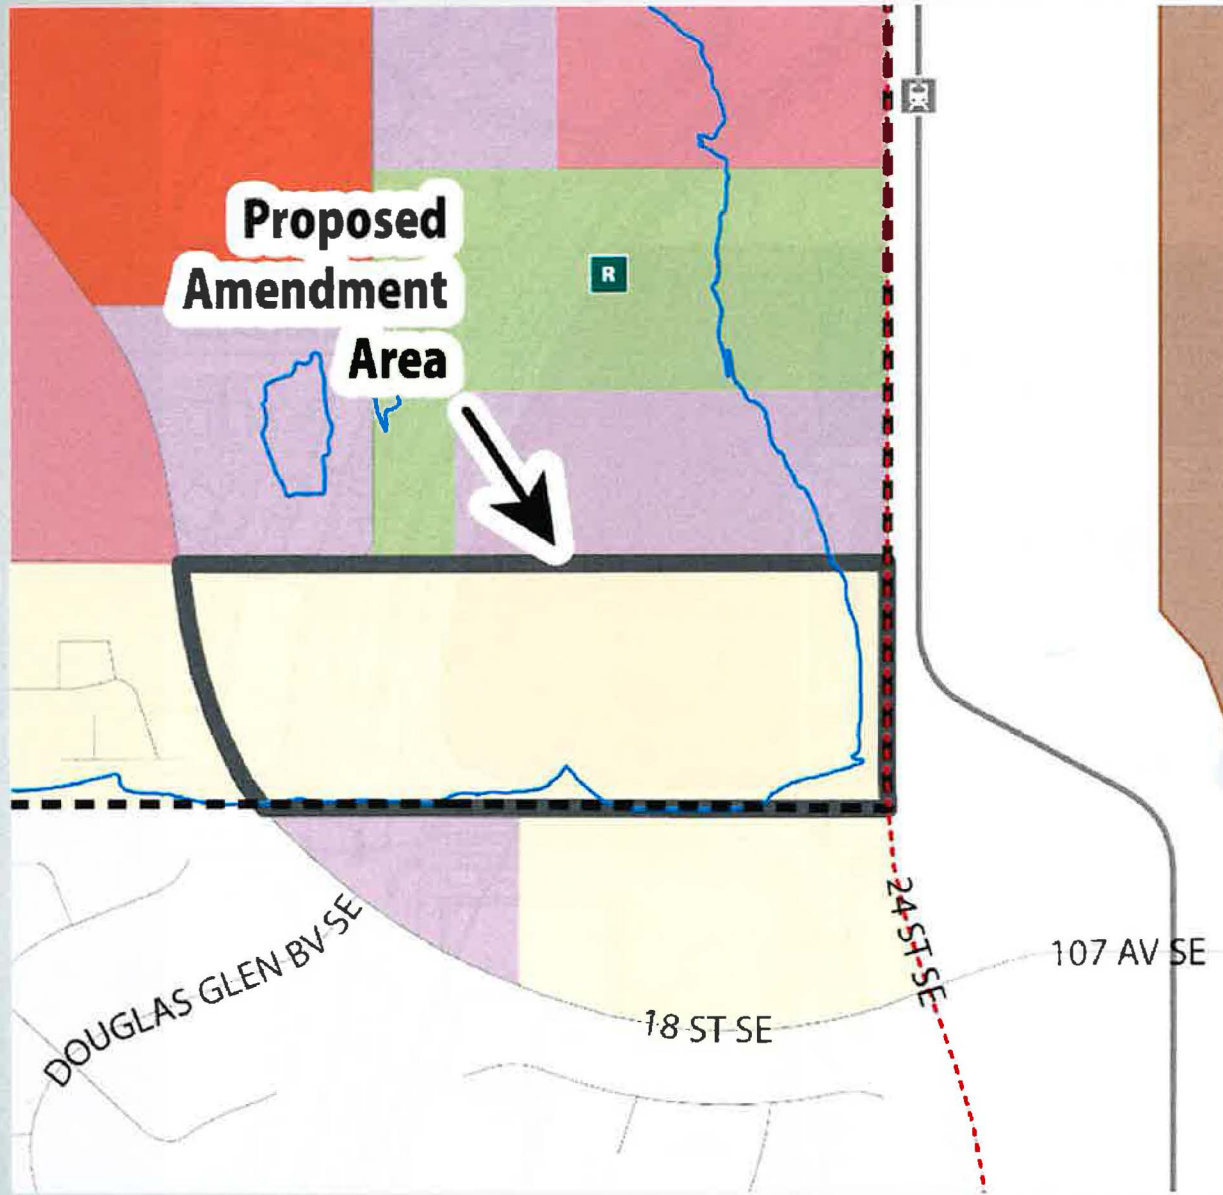 Proposed
Amendment
Area
R
DOUGLAS GLEN BV SE
18 ST SE
24 ST SE
107 AV SE